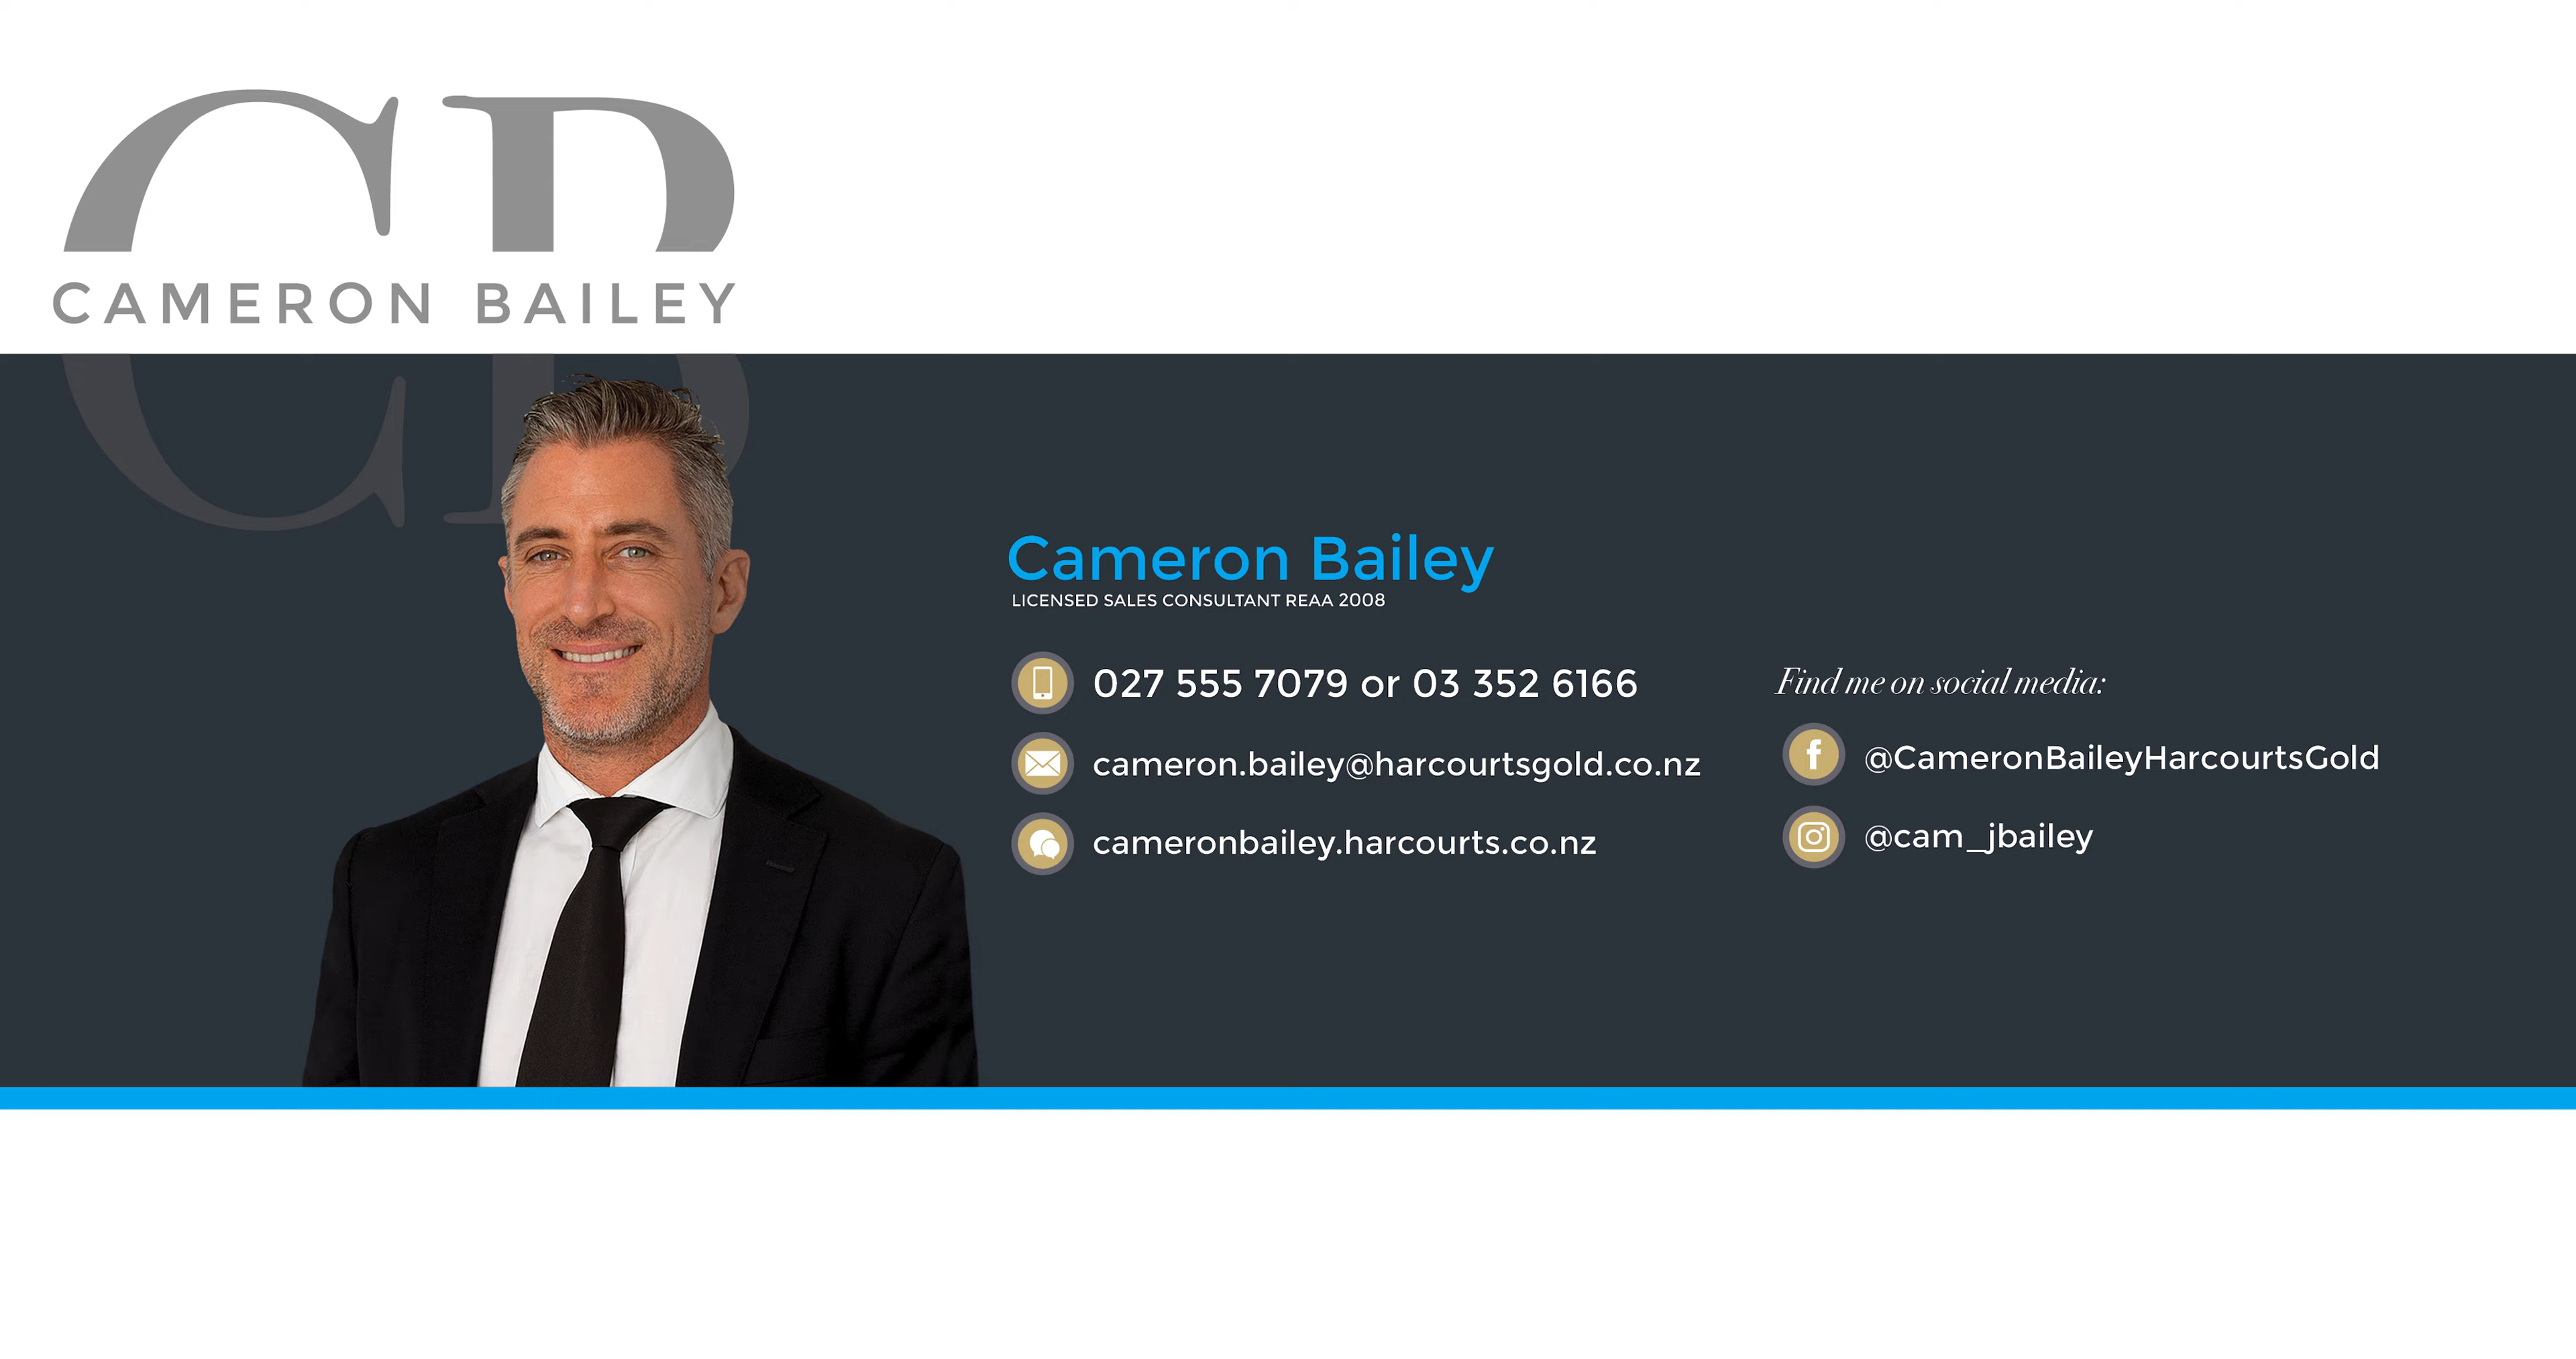 CB
CAMERON BAILEY
Cameron Bailey
LICENSED SALES CONSULTANT REAA 2008
027 555 7079 or 03 352 6166
cameron.bailey@harcourtsgold.co.nz
cameronbailey.harcourts.co.nz
Find me on social media:
@CameronBaileyHarcourtsGold
@cam_jbailey